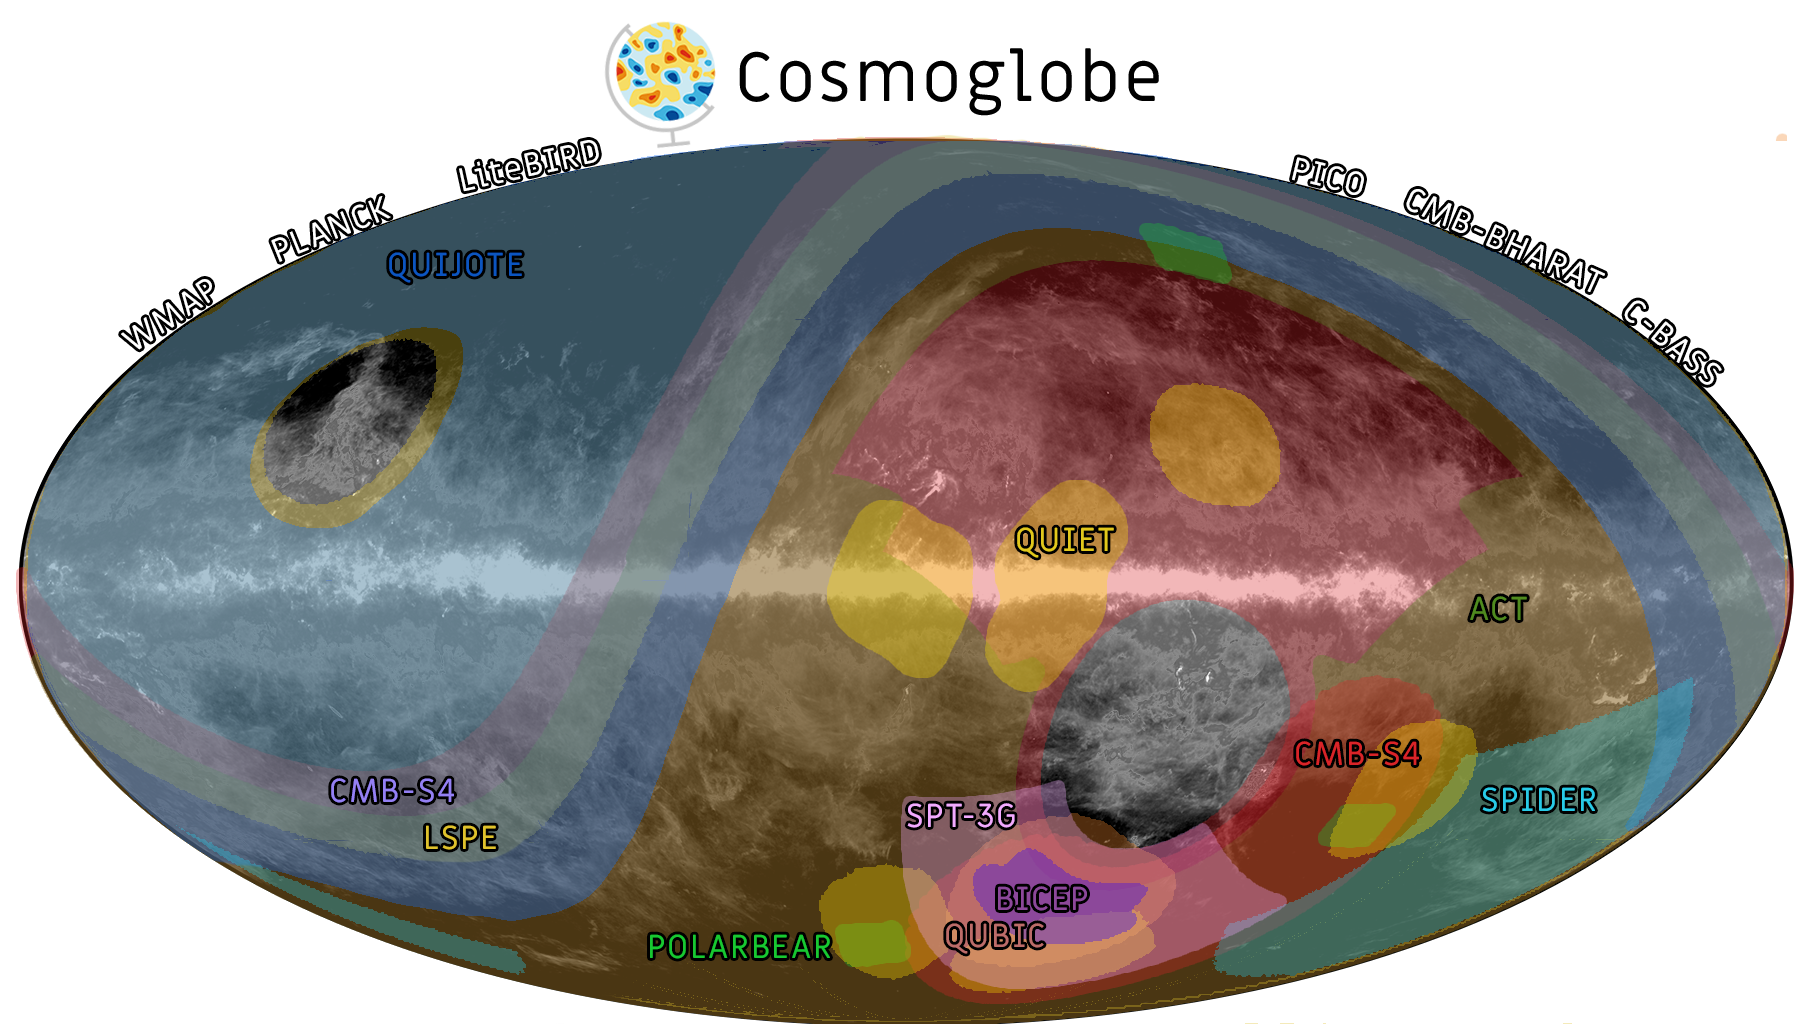 Cosmoglobe
LiteBIRD
PLANCK
WMAP
PICO
CMB-BHARAT
C-BASS
QUIJOTE
QUIET
ACT
CMB-S4
SPIDER
CMB-S4
LSPE
SPT-3G
BICEP
QUBIC
POLARBEAR